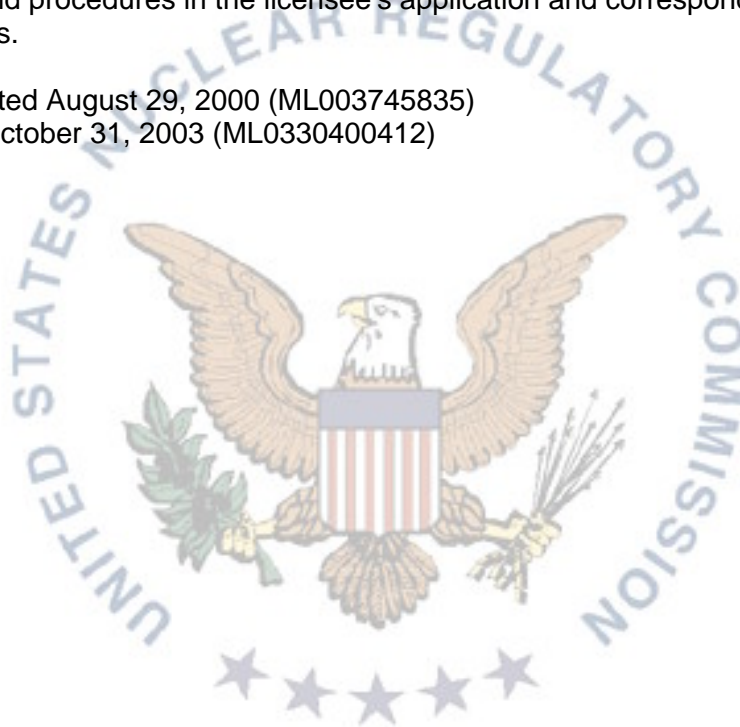 nd procedures in the licensee's application and correspond
s.
ted August 29, 2000 (ML003745835)
ctober 31, 2003 (ML0330400412)
UNITED STATES NUCLEAR REGULATORY COMMISSION